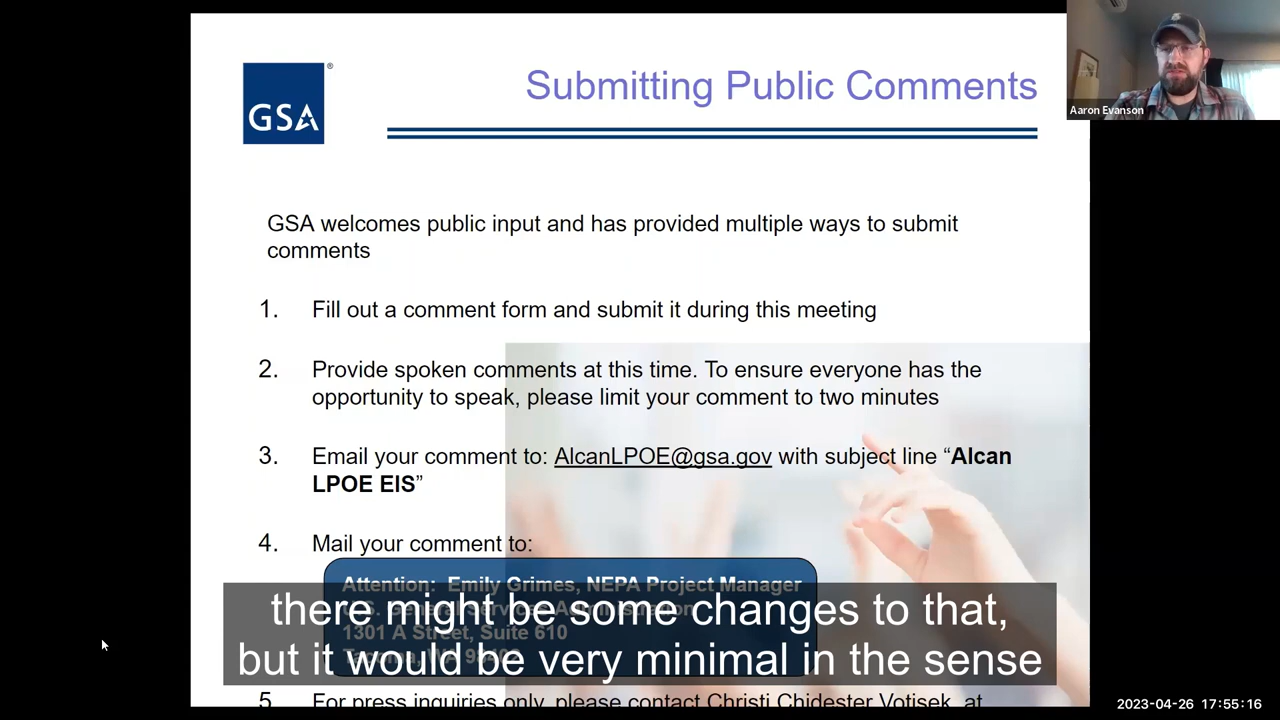 GSA
®
Submitting Public Comments
Aaron Evanson
GSA welcomes public input and has provided multiple ways to submit
comments
1. Fill out a comment form and submit it during this meeting
2. Provide spoken comments at this time. To ensure everyone has the
opportunity to speak, please limit your comment to two minutes
3. Email your comment to: AlcanLPOE@gsa.gov with subject line “Alcan
LPOE EIS”
4. Mail your comment to:
Attention: Emily Grimes, NEPA Project Manager
1301 A Street, Suite 610
there might be some changes to that,
but it would be very minimal in the sense
5. For press inquiries only, please contact Christi Chidester Votisek, at
2023-04-26 17:55:16